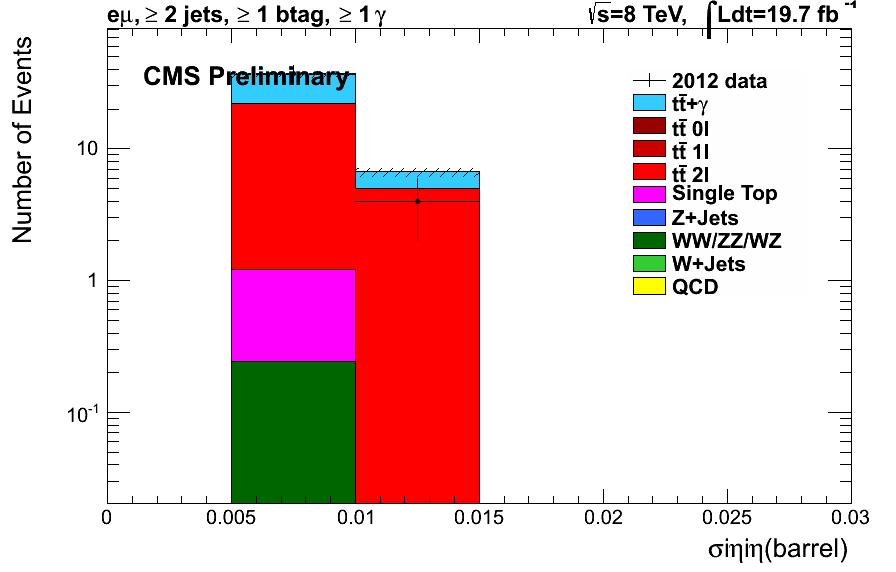 eμ, ≥ 2 jets, ≥ 1 btag, ≥ 1 γ
√s=8 TeV, ∫Ldt=19.7 fb⁻¹
CMS Preliminary
Number of Events
10
1
10⁻¹
2012 data
tt̄+γ
tt̄ 0l
tt̄ 1l
tt̄ 2l
Single Top
Z+Jets
WW/ZZ/WZ
W+Jets
QCD
0 0.005 0.01 0.015 0.02 0.025 0.03
σiηiη(barrel)